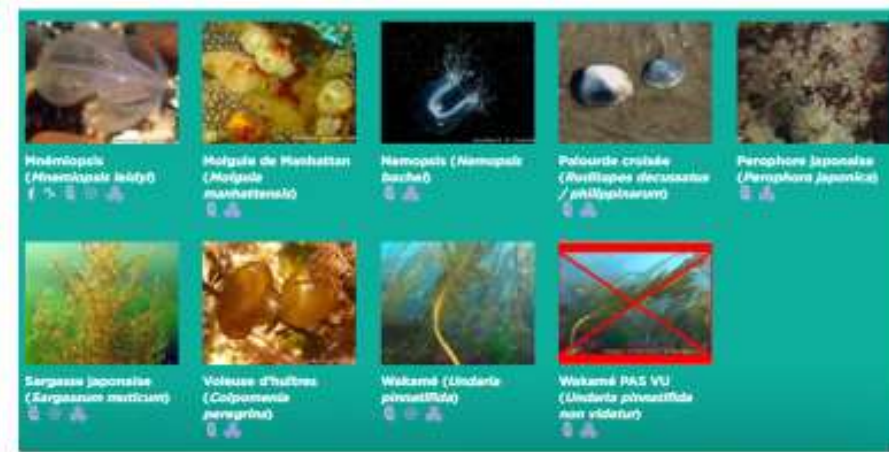 Mnémiopsis
(Mnemiopsis leidyi)
Molgule de Manhattan
(Molgula
manhattensis)
Nemopsis (Nemopsis
bachei)
Palourde croisée
(Ruditapes decussatus
/ philippinarum)
Perophore japonaise
(Perophora japonica)
Sargasse japonaise
(Sargassum muticum)
Voleuse d'huîtres
(Colpomenia
peregrina)
Wakamé (Undaria
pinnatifida)
Wakamé PAS VU
(Undaria pinnatifida
non videtur)